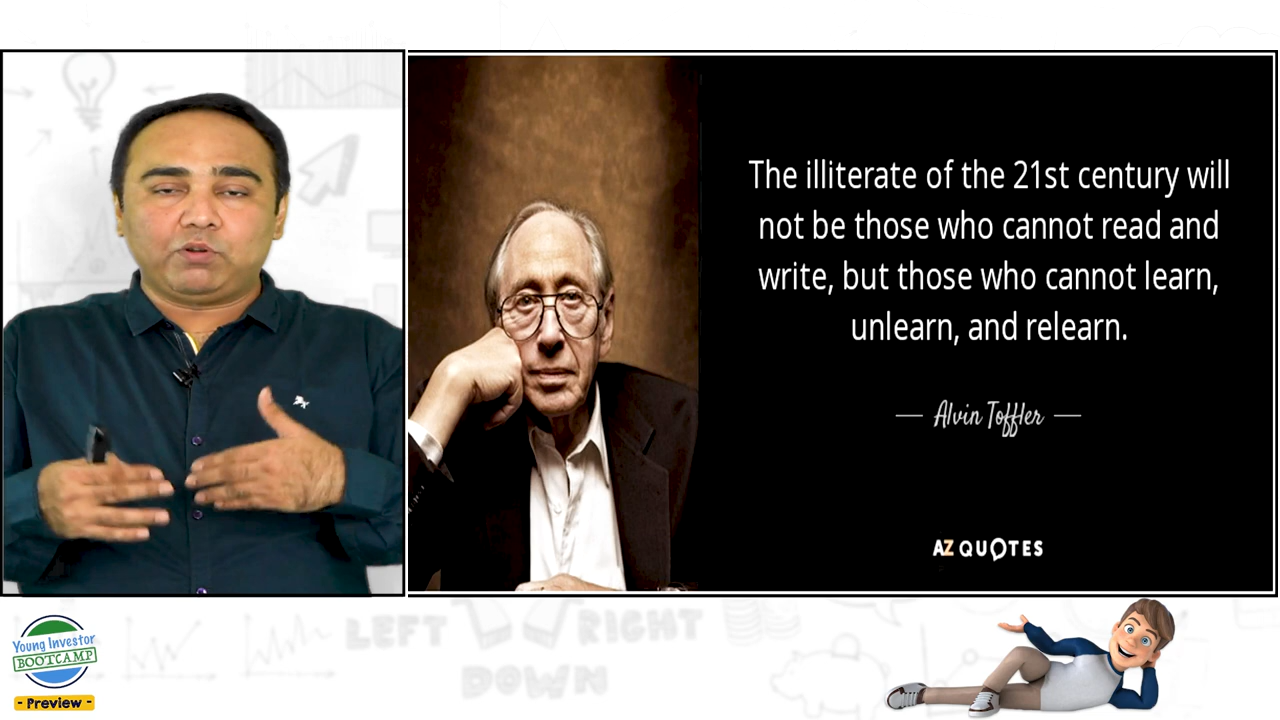 The illiterate of the 21st century will
not be those who cannot read and
write, but those who cannot learn,
unlearn, and relearn.
— Alvin Toffler —
AZ QUOTES
Young Investor
BOOTCAMP
- Preview -
LEFT RIGHT
DOWN